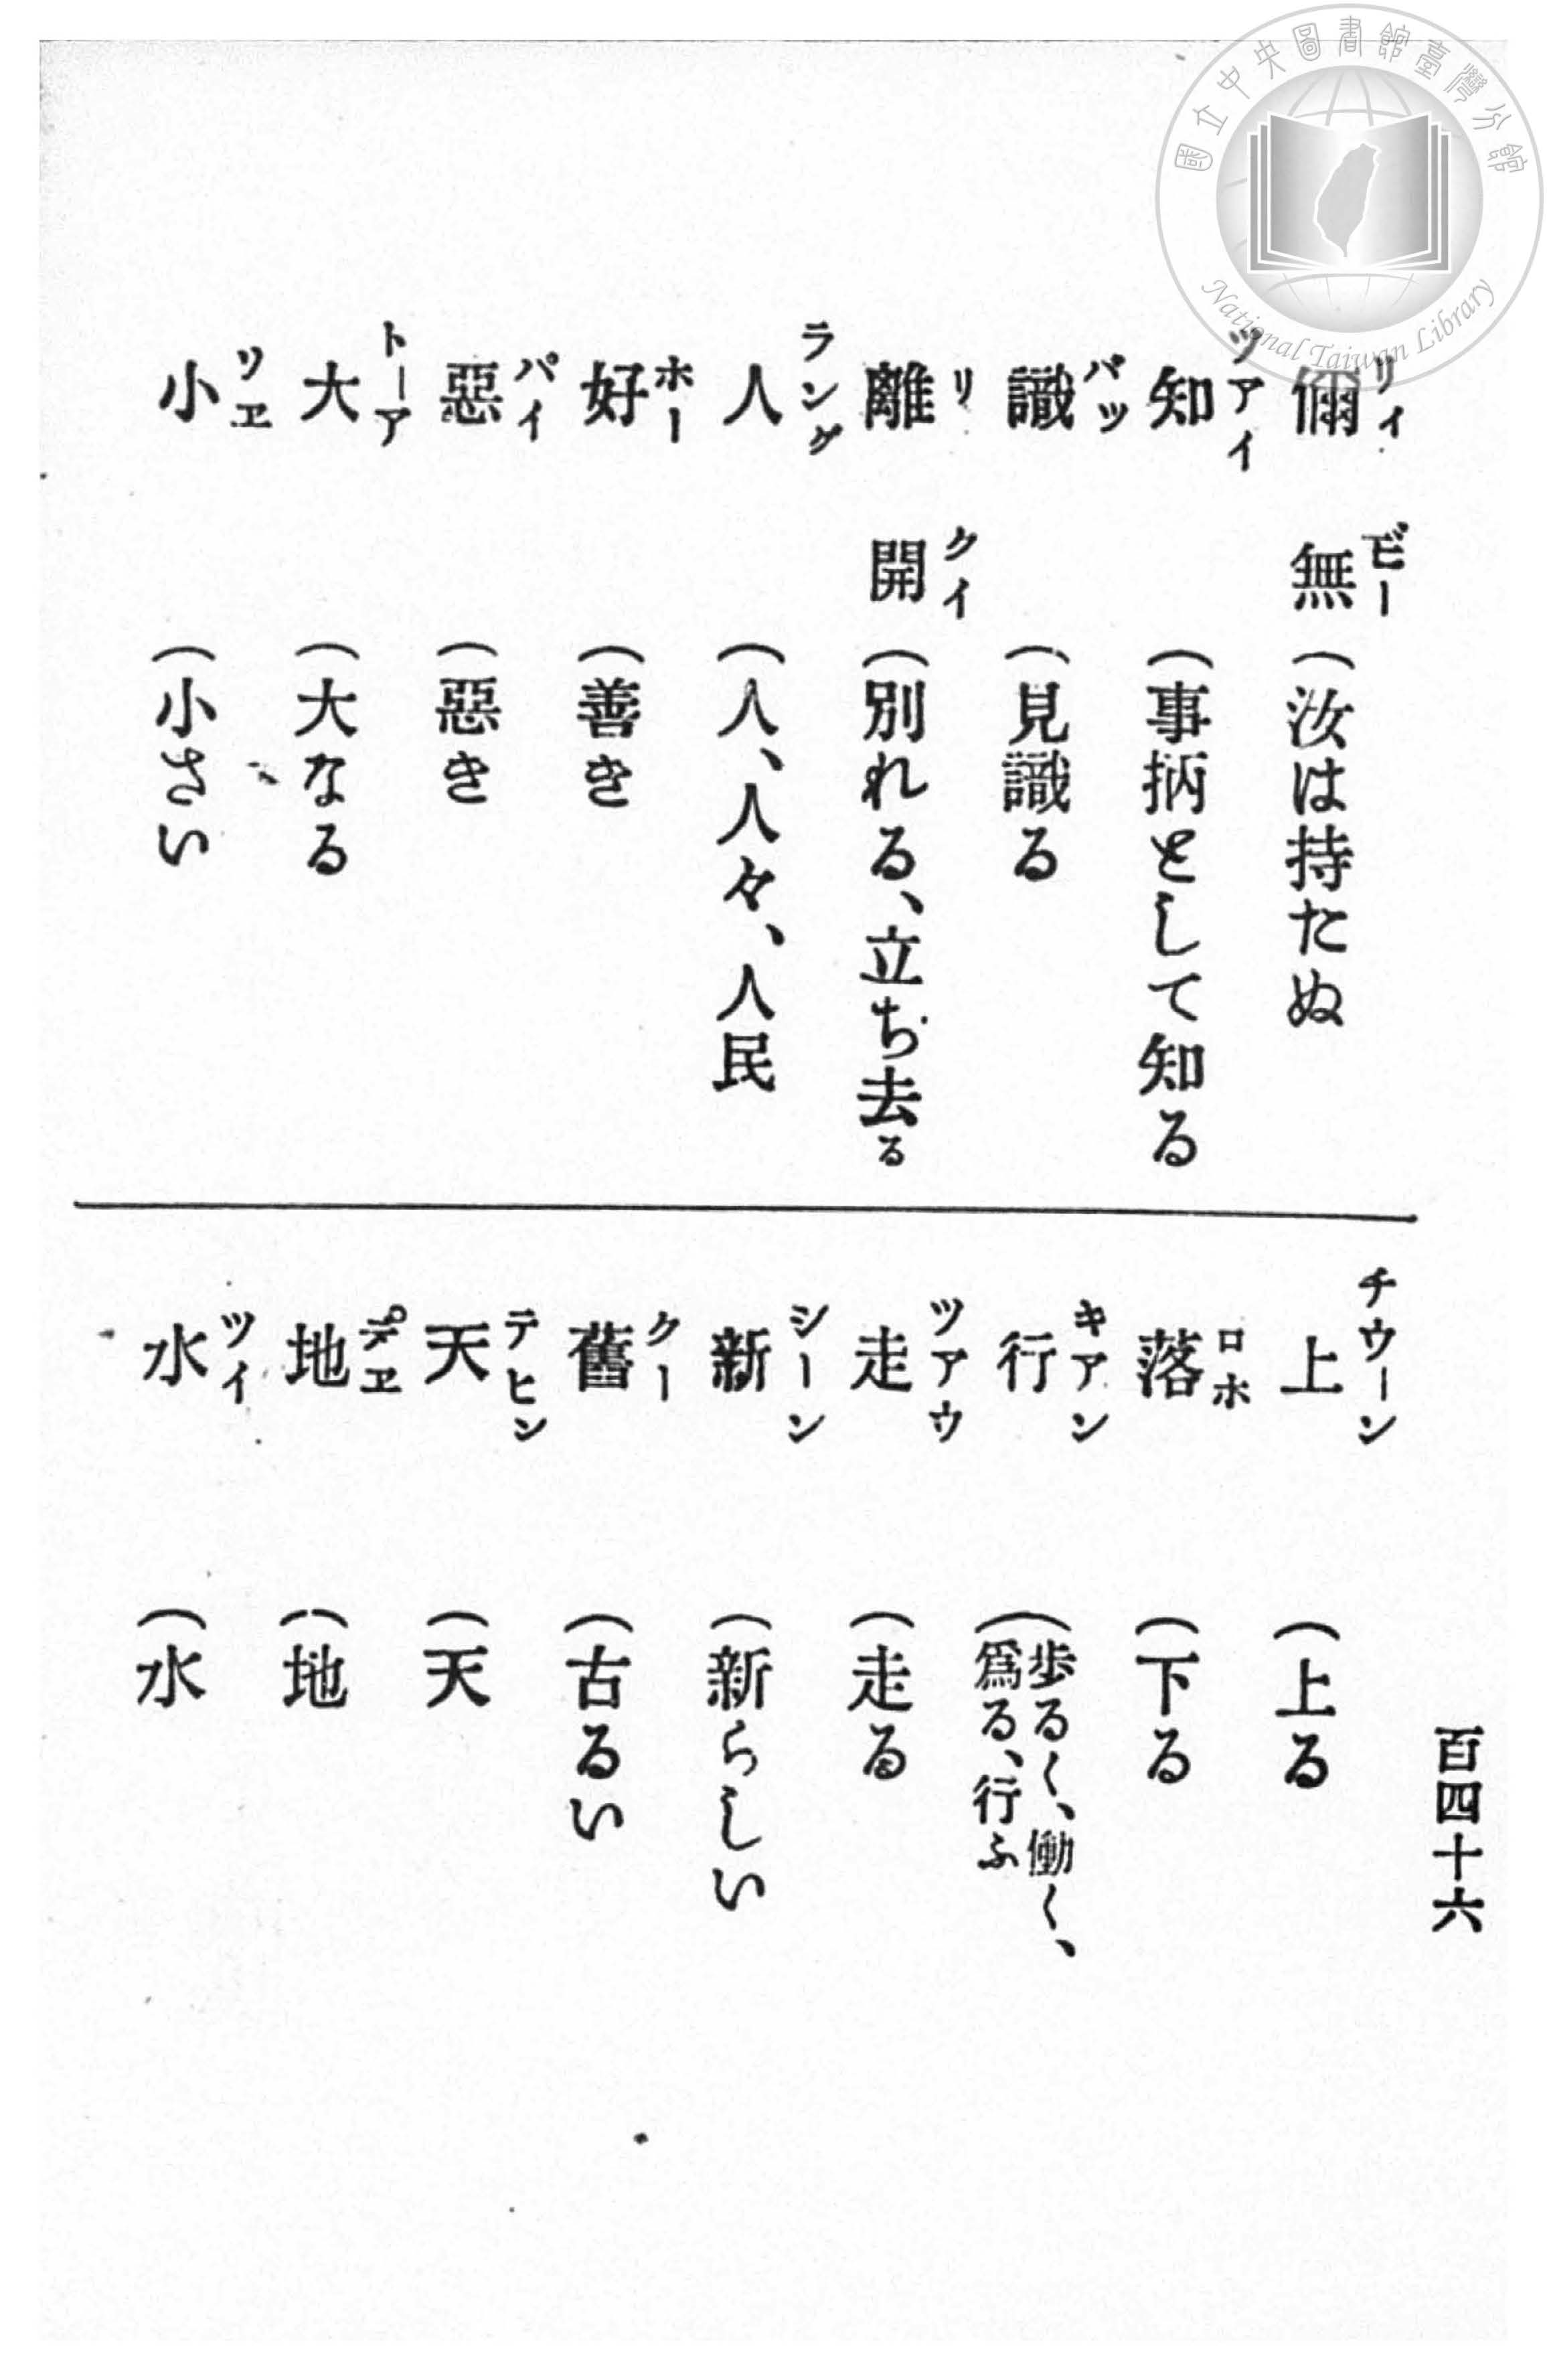 百四十六
儞 リィ 無 ビー (汝は持たぬ
知 ツアイ (事柄として知る
識 バツ (見識る
離 リ 開 クイ (別れる、立ち去る
人 ラング (人、人々、人民
好 ホー (善き
惡 パイ (惡き
大 トーア (大なる
小 ツヱ (小さい
上 チウーン (上る
落 ロホ (下る
行 キアン (歩るく、働く、
爲る、行ふ
走 ツアウ (走る
新 シーン (新らしい
舊 クー (古るい
天 テヒン (天
地 (地
水 ツイ (水
國立中央圖書館臺灣分館
National Taiwan Library